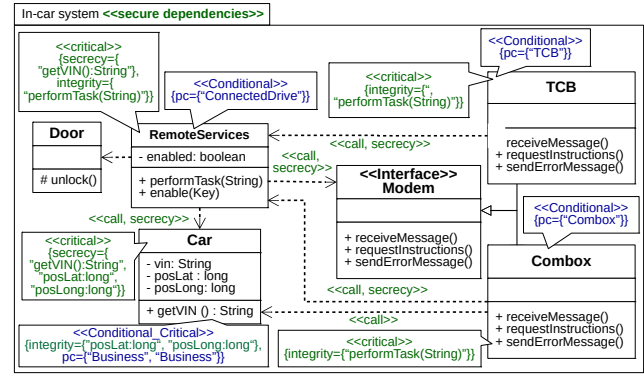 In-car system <<secure dependencies>>
<<critical>>
{secrecy={
"getVIN():String"},
integrity={
"performTask(String)"}}
<<Conditional>>
{pc={"ConnectedDrive"}
<<critical>>
{integrity={",
"performTask(String)"}}
<<Conditional>>
{pc={"TCB"}
TCB
receiveMessage()
+ requestInstructions()
+ sendErrorMessage()
Door
# unlock()
RemoteServices
- enabled: boolean
+ performTask(String)
+ enable(Key)
<<call, secrecy>>
<<call,
secrecy>>
<<Interface>>
Modem
+ receiveMessage()
+ requestInstructions()
+ sendErrorMessage()
<<Conditional>>
{pc={"Combox"}
<<call, secrecy>>
<<critical>>
{secrecy={
"getVIN():String",
"posLat:long",
"posLong:long"}}
Car
- vin: String
- posLat : long
- posLong: long
+ getVIN () : String
Combox
+ receiveMessage()
+ requestInstructions()
+ sendErrorMessage()
<<call, secrecy>>
<<call>>
<<Conditional_Critical>>
{integrity={"posLat:long", "posLong:long"},
pc={"Business", "Business"}}
<<critical>>
{integrity={"performTask(String)"}}